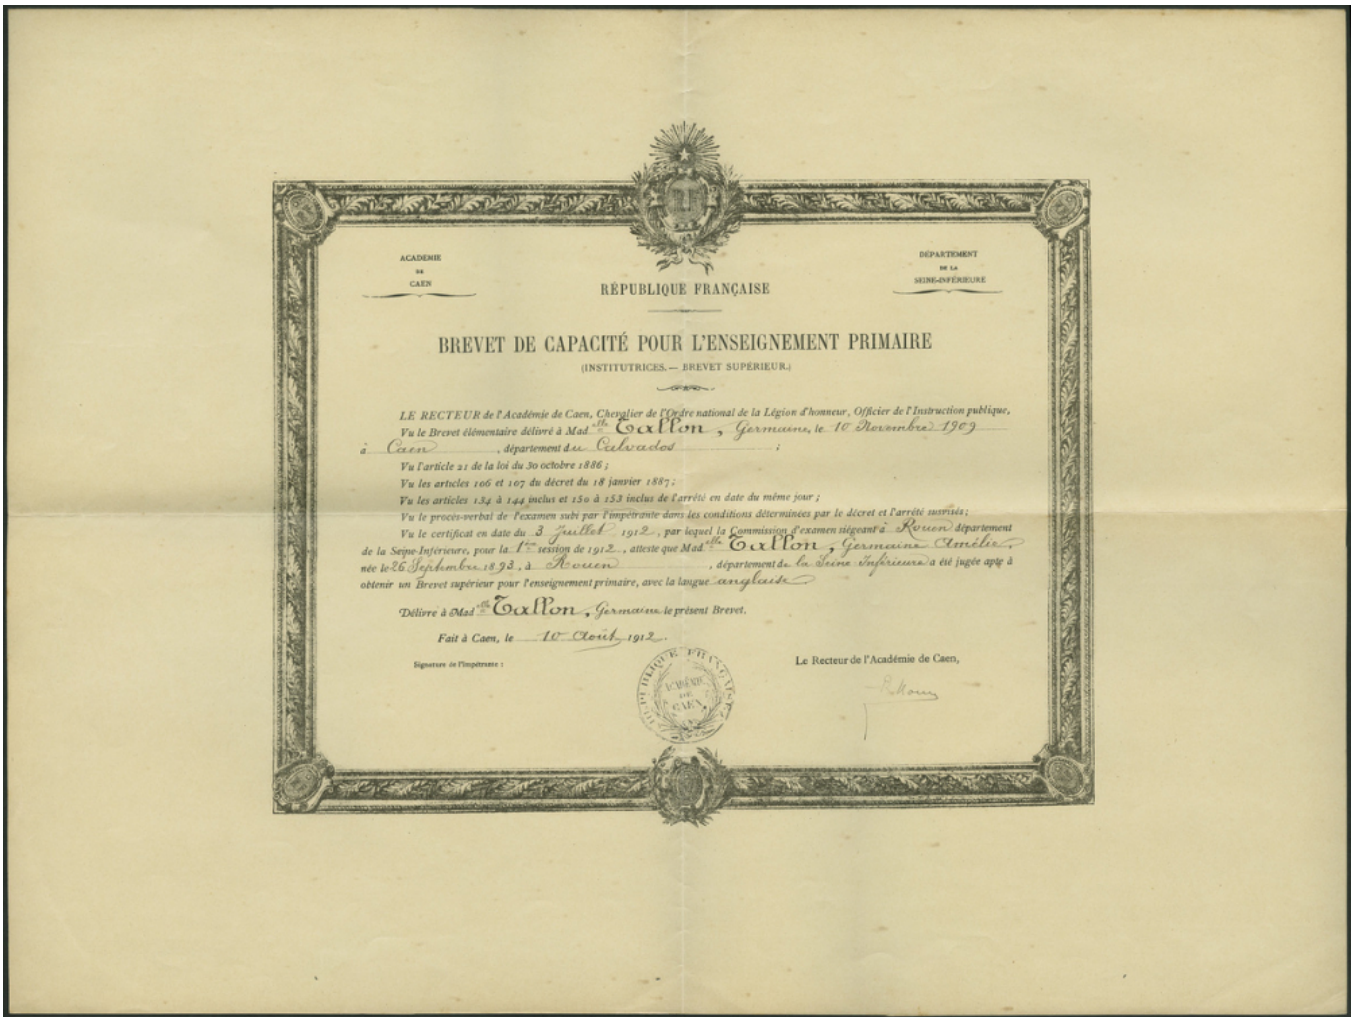 RF
ACADÉMIE
DE
CAEN
DÉPARTEMENT
DE LA
SEINE-INFÉRIEURE
RÉPUBLIQUE FRANÇAISE
BREVET DE CAPACITÉ POUR L'ENSEIGNEMENT PRIMAIRE
(INSTITUTRICES.— BREVET SUPÉRIEUR.)
LE RECTEUR de l'Académie de Caen, Chevalier de l'Ordre national de la Légion d'honneur, Officier de l'Instruction publique,
Vu le Brevet élémentaire délivré à Mad elle Tallon, Germaine, le 10 Novembre 1909
à Caen, département du Calvados ;
Vu l'article 21 de la loi du 30 octobre 1886 ;
Vu les articles 106 et 107 du décret du 18 janvier 1887 ;
Vu les articles 134 à 144 inclus et 150 à 153 inclus de l'arrêté en date du même jour ;
Vu le procès-verbal de l'examen subi par l'impétrante dans les conditions déterminées par le décret et l'arrêté susvisés ;
Vu le certificat en date du 3 Juillet 1912, par lequel la Commission d'examen siégeant à Rouen département
de la Seine-Inférieure, pour la 1ère session de 1912, atteste que Mad elle Tallon, Germaine Amélie,
née le 26 Septembre 1893, à Rouen, département de la Seine-Inférieure a été jugée apte à
obtenir un Brevet supérieur pour l'enseignement primaire, avec la langue anglaise
Délivré à Mad elle Tallon, Germaine le présent Brevet.
Fait à Caen, le 10 Août 1912.
Signature de l'impétrante :
Le Recteur de l'Académie de Caen,
RÉPUBLIQUE FRANÇAISE
ACADÉMIE
DE
CAEN